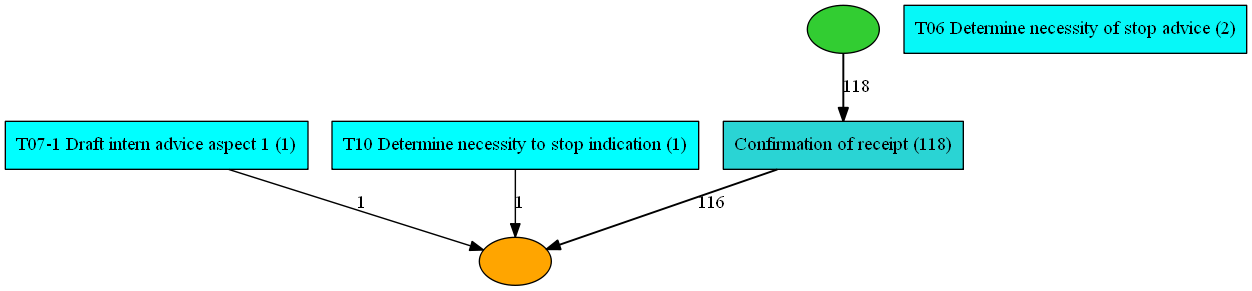 T06 Determine necessity of stop advice (2)
118
T07-1 Draft intern advice aspect 1 (1)
T10 Determine necessity to stop indication (1)
Confirmation of receipt (118)
1
1
116